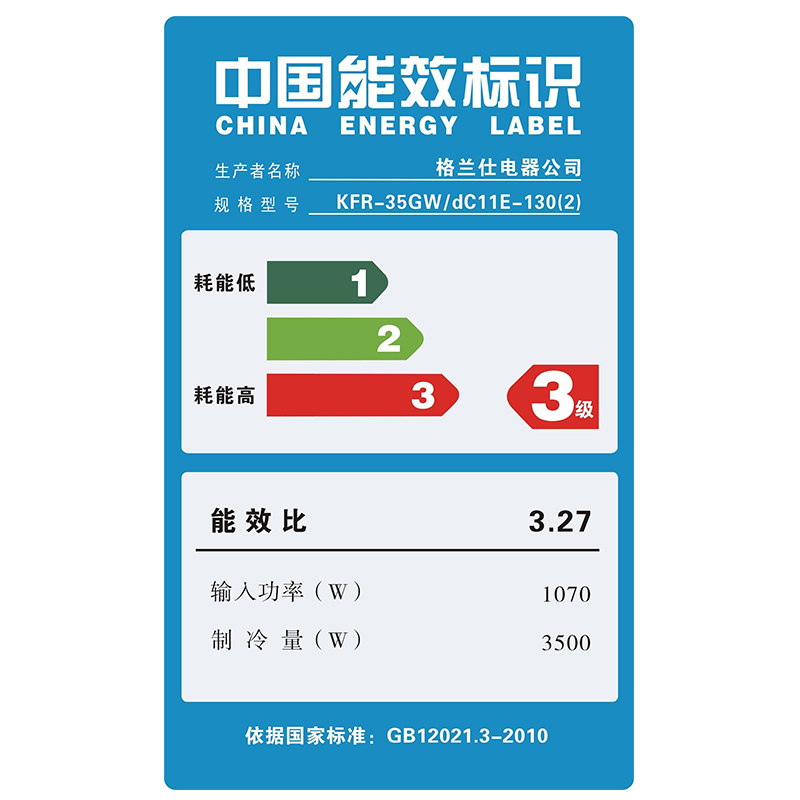 中国能效标识
CHINA ENERGY LABEL
生产者名称 格兰仕电器公司
规格型号 KFR-35GW/dC11E-130(2)
耗能低 1
2
耗能高 3 3级
能效比 3.27
输入功率（W） 1070
制冷量（W） 3500
依据国家标准：GB12021.3-2010